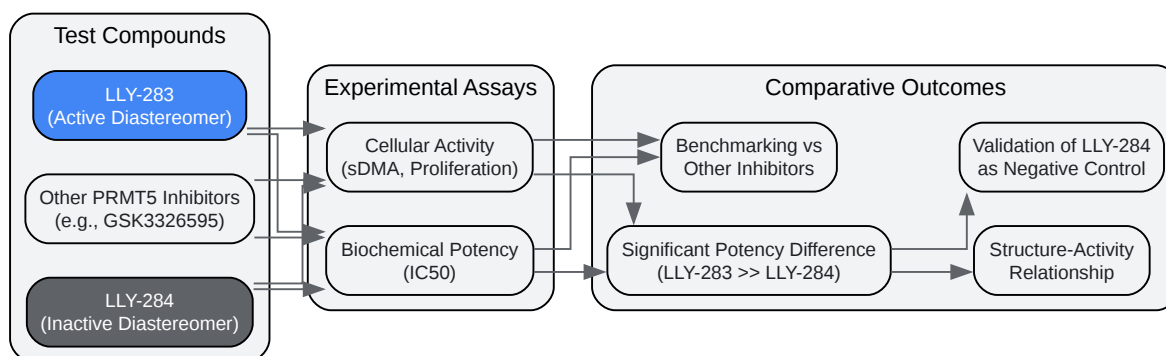 Test Compounds
LLY-283
(Active Diastereomer)
Other PRMT5 Inhibitors
(e.g., GSK3326595)
LLY-284
(Inactive Diastereomer)
Experimental Assays
Cellular Activity
(sDMA, Proliferation)
Biochemical Potency
(IC50)
Comparative Outcomes
Benchmarking vs
Other Inhibitors
Validation of LLY-284
as Negative Control
Significant Potency Difference
(LLY-283 >> LLY-284)
Structure-Activity
Relationship